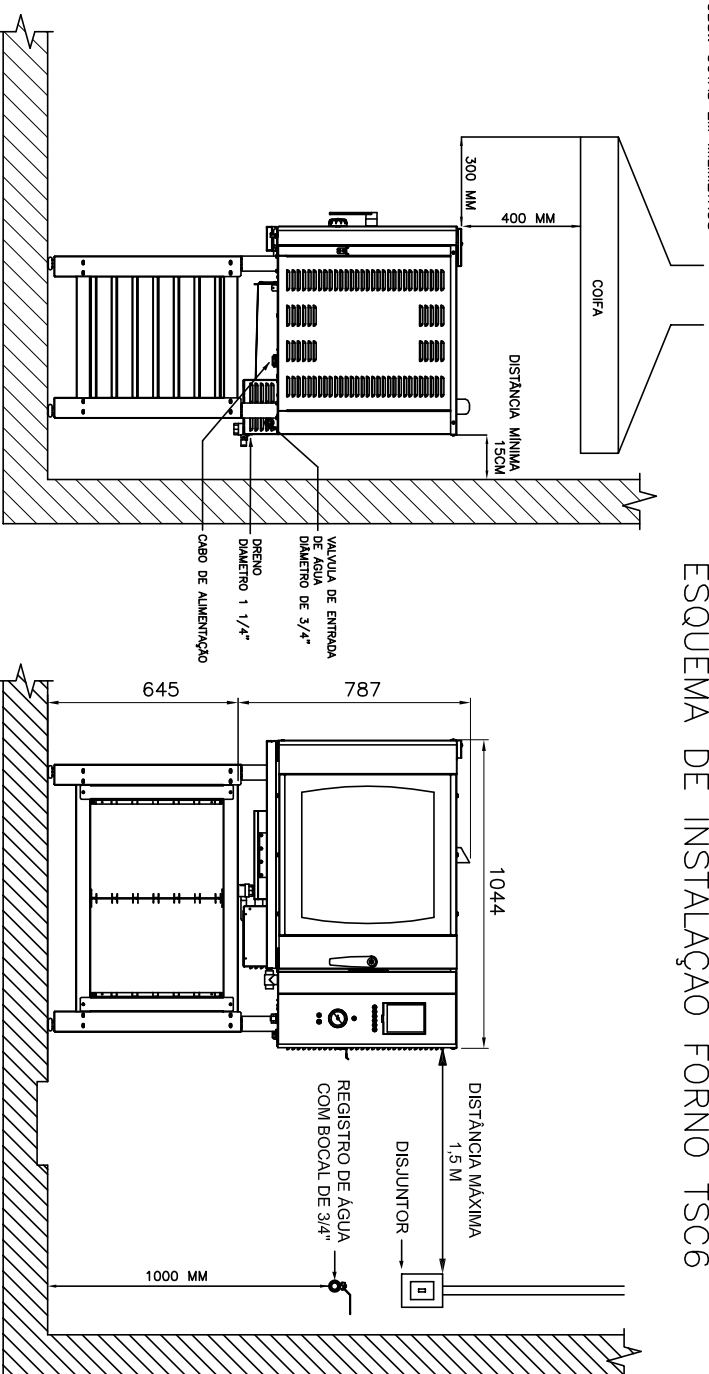 ESQUEMA DE INSTALAÇÃO FORNO TSC6
300 MM
400 MM
COIFA
DISTÂNCIA MÍNIMA
15CM
VALVULA DE ENTRADA
DE ÁGUA
DIÂMETRO DE 3/4"
DRENO
DIAMETRO 1 1/4"
CABO DE ALIMENTAÇÃO
645
787
1044
DISTÂNCIA MÁXIMA
1,5 M
DISJUNTOR
REGISTRO DE ÁGUA
COM BOCAL DE 3/4"
1000 MM